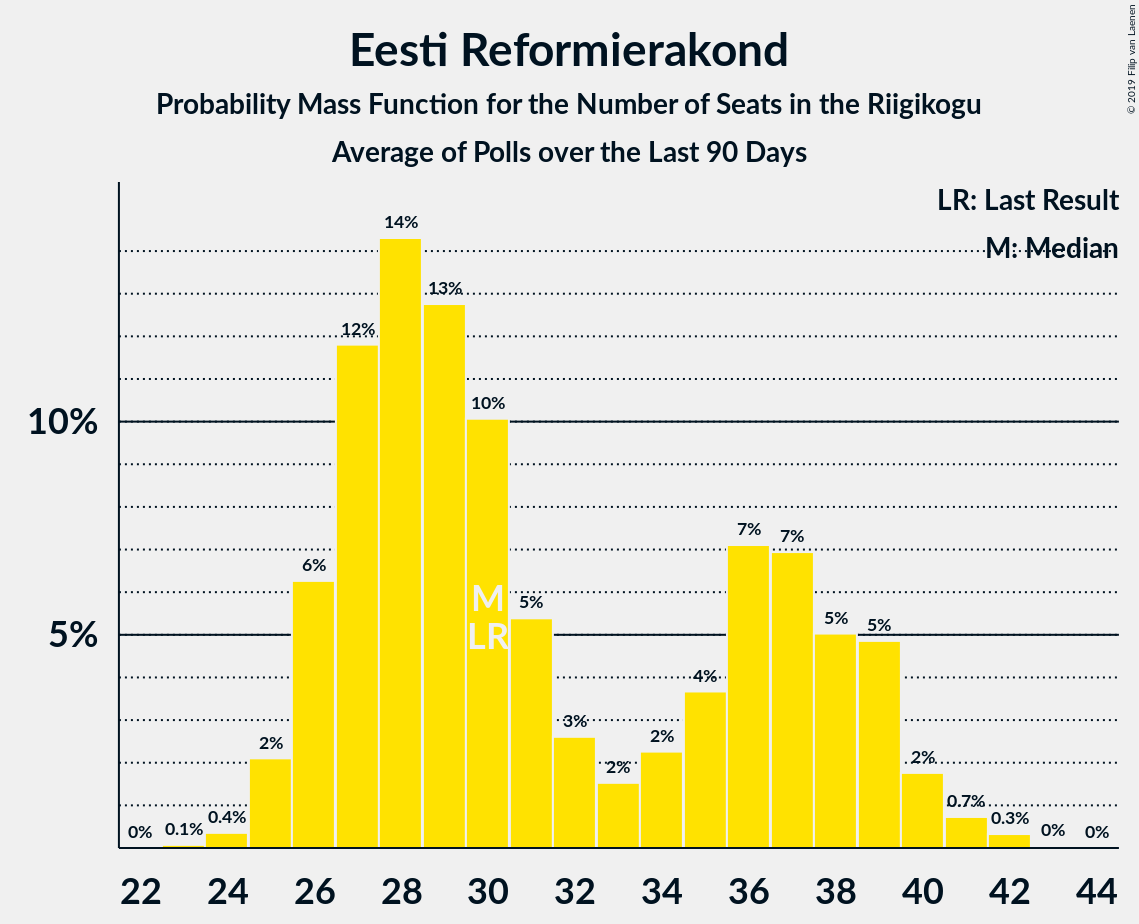 Eesti Reformierakond
Probability Mass Function for the Number of Seats in the Riigikogu
Average of Polls over the Last 90 Days
© 2019 Filip van Laenen
LR: Last Result
M: Median
10%
5%
0%
0.1%
0.4%
2%
6%
12%
14%
13%
10%
5%
3%
2%
2%
4%
7%
7%
5%
5%
2%
0.7%
0.3%
0%
0%
M
LR
22 24 26 28 30 32 34 36 38 40 42 44